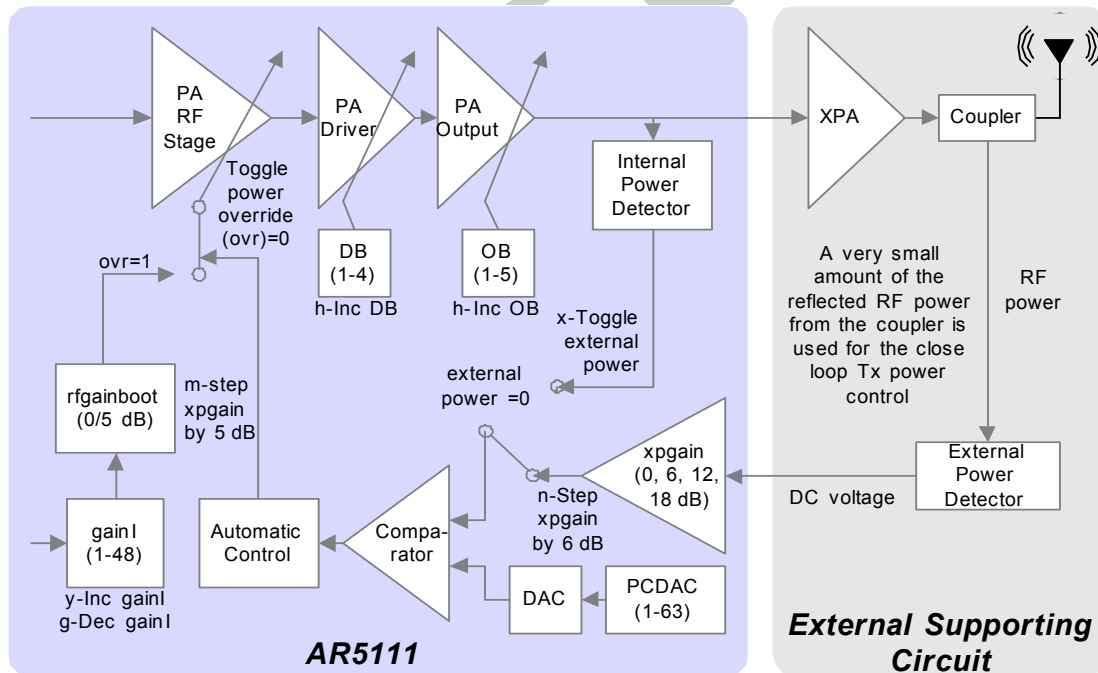 PA
RF
Stage
PA
Driver
PA
Output
XPA
Coupler
Internal
Power
Detector
Toggle
power
override
(ovr)=0
ovr=1
DB
(1-4)
h-Inc DB
OB
(1-5)
h-Inc OB
x-Toggle
external
power
A very small
amount of the
reflected RF power
from the coupler is
used for the close
loop Tx power
control
RF
power
rfgainboot
(0/5 dB)
m-step
xpgain
by 5 dB
external
power =0
xpgain
(0, 6, 12,
18 dB)
n-Step
xpgain
by 6 dB
DC voltage
External
Power
Detector
gainI
(1-48)
y-Inc gainI
g-Dec gainI
Automatic
Control
Compa-
rator
DAC
PCDAC
(1-63)
AR5111
External Supporting
Circuit